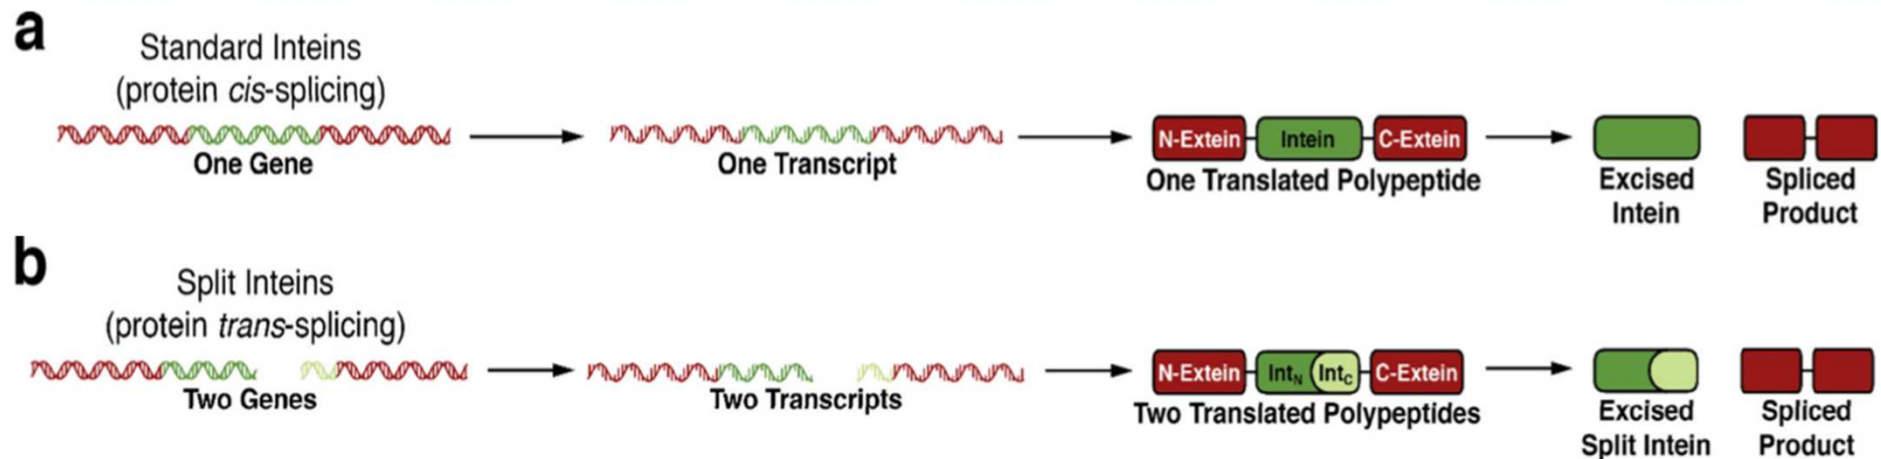 a
Standard Inteins
(protein cis-splicing)
One Gene
One Transcript
N-Extein Intein C-Extein
One Translated Polypeptide
Excised
Intein
Spliced
Product
b
Split Inteins
(protein trans-splicing)
Two Genes
Two Transcripts
N-Extein IntN IntC C-Extein
Two Translated Polypeptides
Excised
Split Intein
Spliced
Product